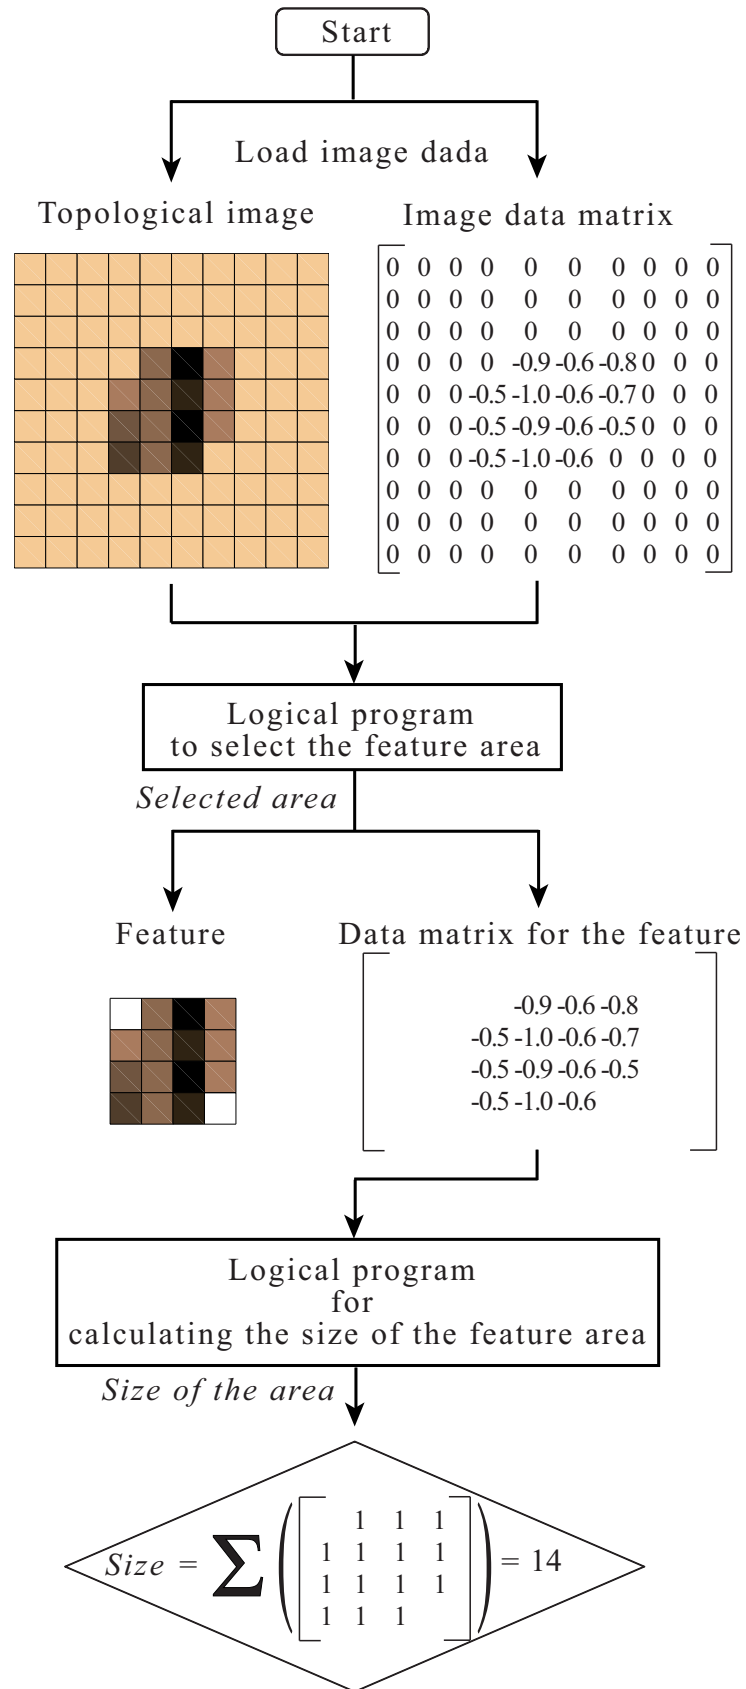 Start
Load image dada
Topological image
Image data matrix
0 0 0 0 0 0 0 0 0 0
0 0 0 0 0 0 0 0 0 0
0 0 0 0 0 0 0 0 0 0
0 0 0 0 -0.9 -0.6 -0.8 0 0 0
0 0 0 -0.5 -1.0 -0.6 -0.7 0 0 0
0 0 0 -0.5 -0.9 -0.6 -0.5 0 0 0
0 0 0 -0.5 -1.0 -0.6 0 0 0 0
0 0 0 0 0 0 0 0 0 0
0 0 0 0 0 0 0 0 0 0
0 0 0 0 0 0 0 0 0 0
Logical program
to select the feature area
Selected area
Feature
Data matrix for the feature
-0.9 -0.6 -0.8
-0.5 -1.0 -0.6 -0.7
-0.5 -0.9 -0.6 -0.5
-0.5 -1.0 -0.6
Logical program
for
calculating the size of the feature area
Size of the area
1 1 1
1 1 1 1
Size = Σ ( ) = 14
1 1 1 1
1 1 1